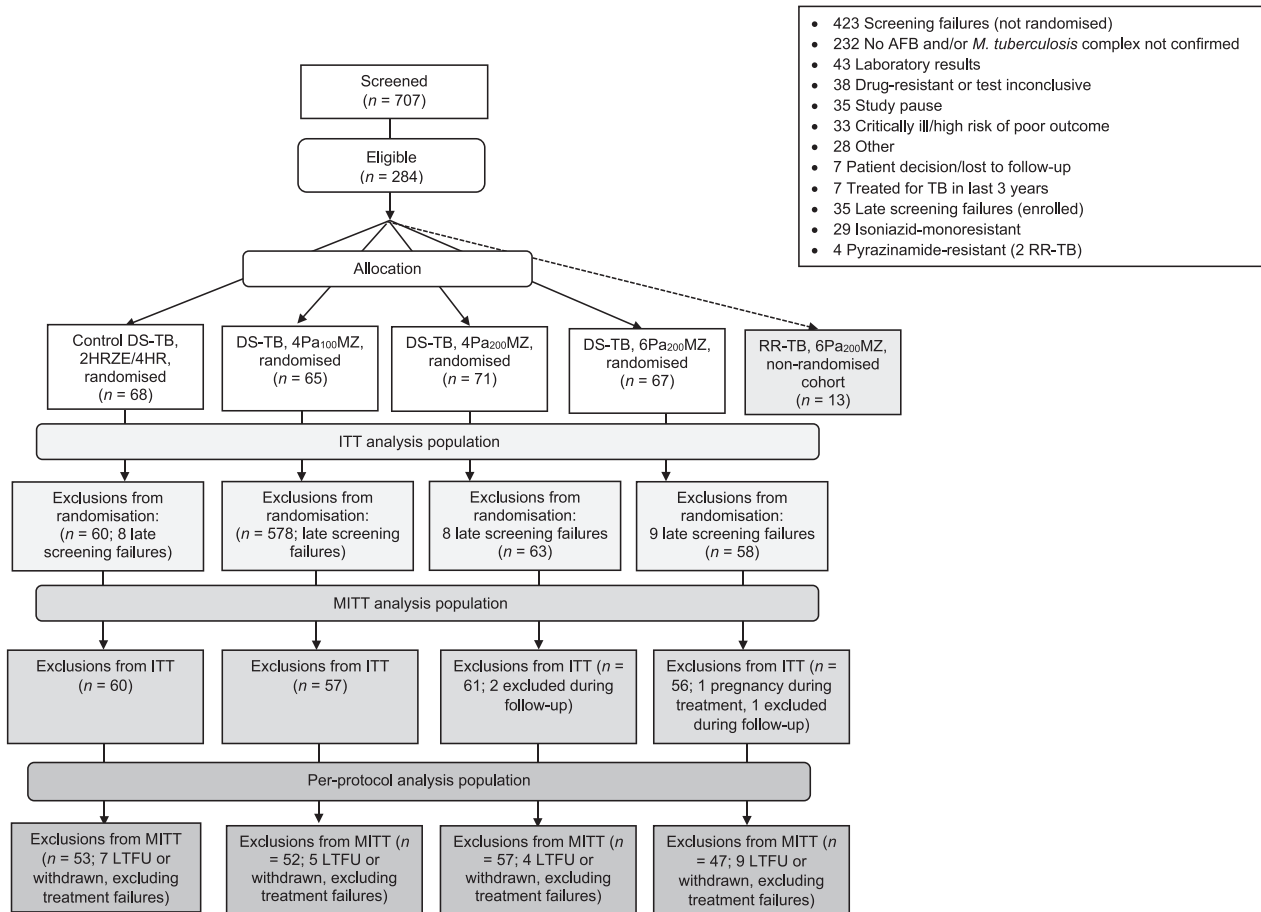 • 423 Screening failures (not randomised)
• 232 No AFB and/or M. tuberculosis complex not confirmed
• 43 Laboratory results
• 38 Drug-resistant or test inconclusive
• 35 Study pause
• 33 Critically ill/high risk of poor outcome
• 28 Other
• 7 Patient decision/lost to follow-up
• 7 Treated for TB in last 3 years
• 35 Late screening failures (enrolled)
• 29 Isoniazid-monoresistant
• 4 Pyrazinamide-resistant (2 RR-TB)
Screened
(n = 707)
Eligible
(n = 284)
Allocation
Control DS-TB,
2HRZE/4HR,
randomised
(n = 68)
DS-TB, 4Pa100MZ,
randomised
(n = 65)
DS-TB, 4Pa200MZ,
randomised
(n = 71)
DS-TB, 6Pa200MZ,
randomised
(n = 67)
RR-TB, 6Pa200MZ,
non-randomised
cohort
(n = 13)
ITT analysis population
Exclusions from
randomisation:
(n = 60; 8 late
screening failures)
Exclusions from
randomisation:
(n = 578; late screening
failures)
Exclusions from
randomisation:
8 late screening failures
(n = 63)
Exclusions from
randomisation:
9 late screening failures
(n = 58)
MITT analysis population
Exclusions from ITT
(n = 60)
Exclusions from ITT
(n = 57)
Exclusions from ITT (n =
61; 2 excluded during
follow-up)
Exclusions from ITT (n =
56; 1 pregnancy during
treatment, 1 excluded
during follow-up)
Per-protocol analysis population
Exclusions from MITT
(n = 53; 7 LTFU or
withdrawn, excluding
treatment failures)
Exclusions from MITT (n
= 52; 5 LTFU or
withdrawn, excluding
treatment failures)
Exclusions from MITT (n
= 57; 4 LTFU or
withdrawn, excluding
treatment failures)
Exclusions from MITT (n
= 47; 9 LTFU or
withdrawn, excluding
treatment failures)